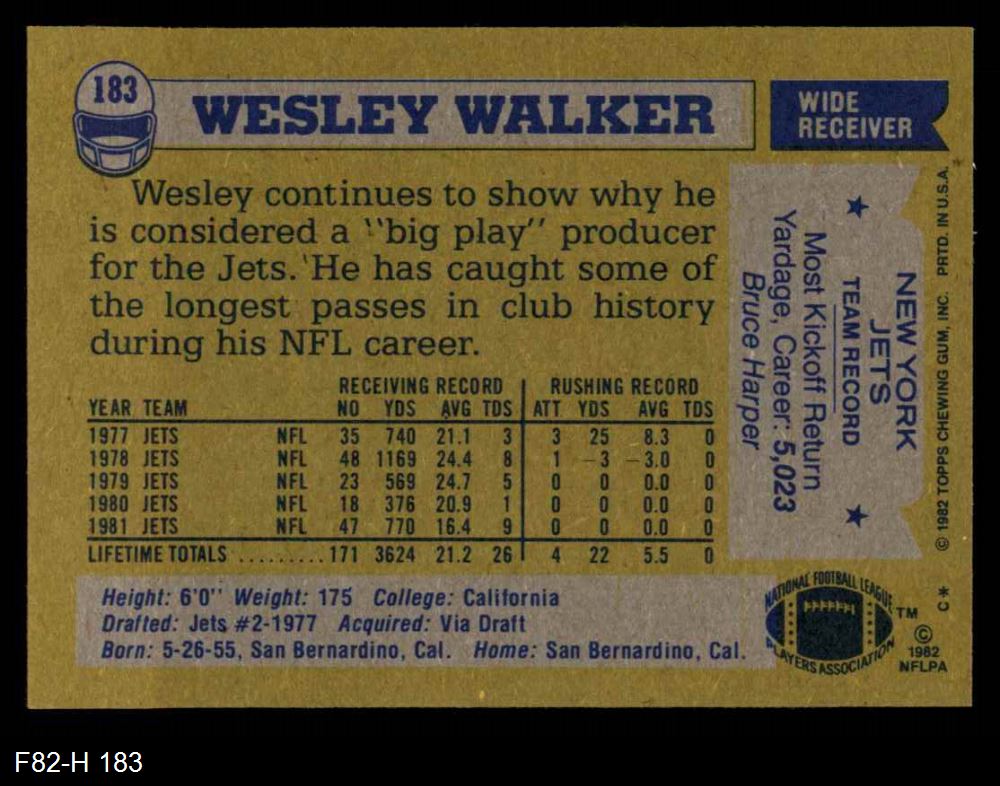 183
WESLEY WALKER
WIDE
RECEIVER
Wesley continues to show why he
is considered a "big play" producer
for the Jets. 'He has caught some of
the longest passes in club history
during his NFL career.
RECEIVING RECORD RUSHING RECORD
YEAR TEAM NO YDS AVG TDS ATT YDS AVG TDS
1977 JETS NFL 35 740 21.1 3 3 25 8.3 0
1978 JETS NFL 48 1169 24.4 8 1 -3 -3.0 0
1979 JETS NFL 23 569 24.7 5 0 0 0.0 0
1980 JETS NFL 18 376 20.9 1 0 0 0.0 0
1981 JETS NFL 47 770 16.4 9 0 0 0.0 0
LIFETIME TOTALS .......... 171 3624 21.2 26 4 22 5.5 0
Height: 6'0" Weight: 175 College: California
Drafted: Jets #2-1977 Acquired: Via Draft
Born: 5-26-55, San Bernardino, Cal. Home: San Bernardino, Cal.
NEW YORK
JETS
★ TEAM RECORD ★
Most Kickoff Return
Yardage, Career: 5,023
Bruce Harper
© 1982 TOPPS CHEWING GUM, INC. PRTD. IN U.S.A.
C*
NATIONAL FOOTBALL LEAGUE
PLAYERS ASSOCIATION
TM
©
1982
NFLPA
F82-H 183